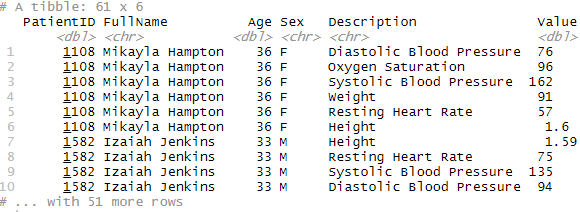 # A tibble: 61 x 6
PatientID FullName Age Sex Description Value
<dbl> <chr> <dbl> <chr> <chr> <dbl>
1 1108 Mikayla Hampton 36 F Diastolic Blood Pressure 76
2 1108 Mikayla Hampton 36 F Oxygen Saturation 96
3 1108 Mikayla Hampton 36 F Systolic Blood Pressure 162
4 1108 Mikayla Hampton 36 F Weight 91
5 1108 Mikayla Hampton 36 F Resting Heart Rate 57
6 1108 Mikayla Hampton 36 F Height 1.6
7 1582 Izaiah Jenkins 33 M Height 1.59
8 1582 Izaiah Jenkins 33 M Resting Heart Rate 75
9 1582 Izaiah Jenkins 33 M Systolic Blood Pressure 135
10 1582 Izaiah Jenkins 33 M Diastolic Blood Pressure 94
# ... with 51 more rows